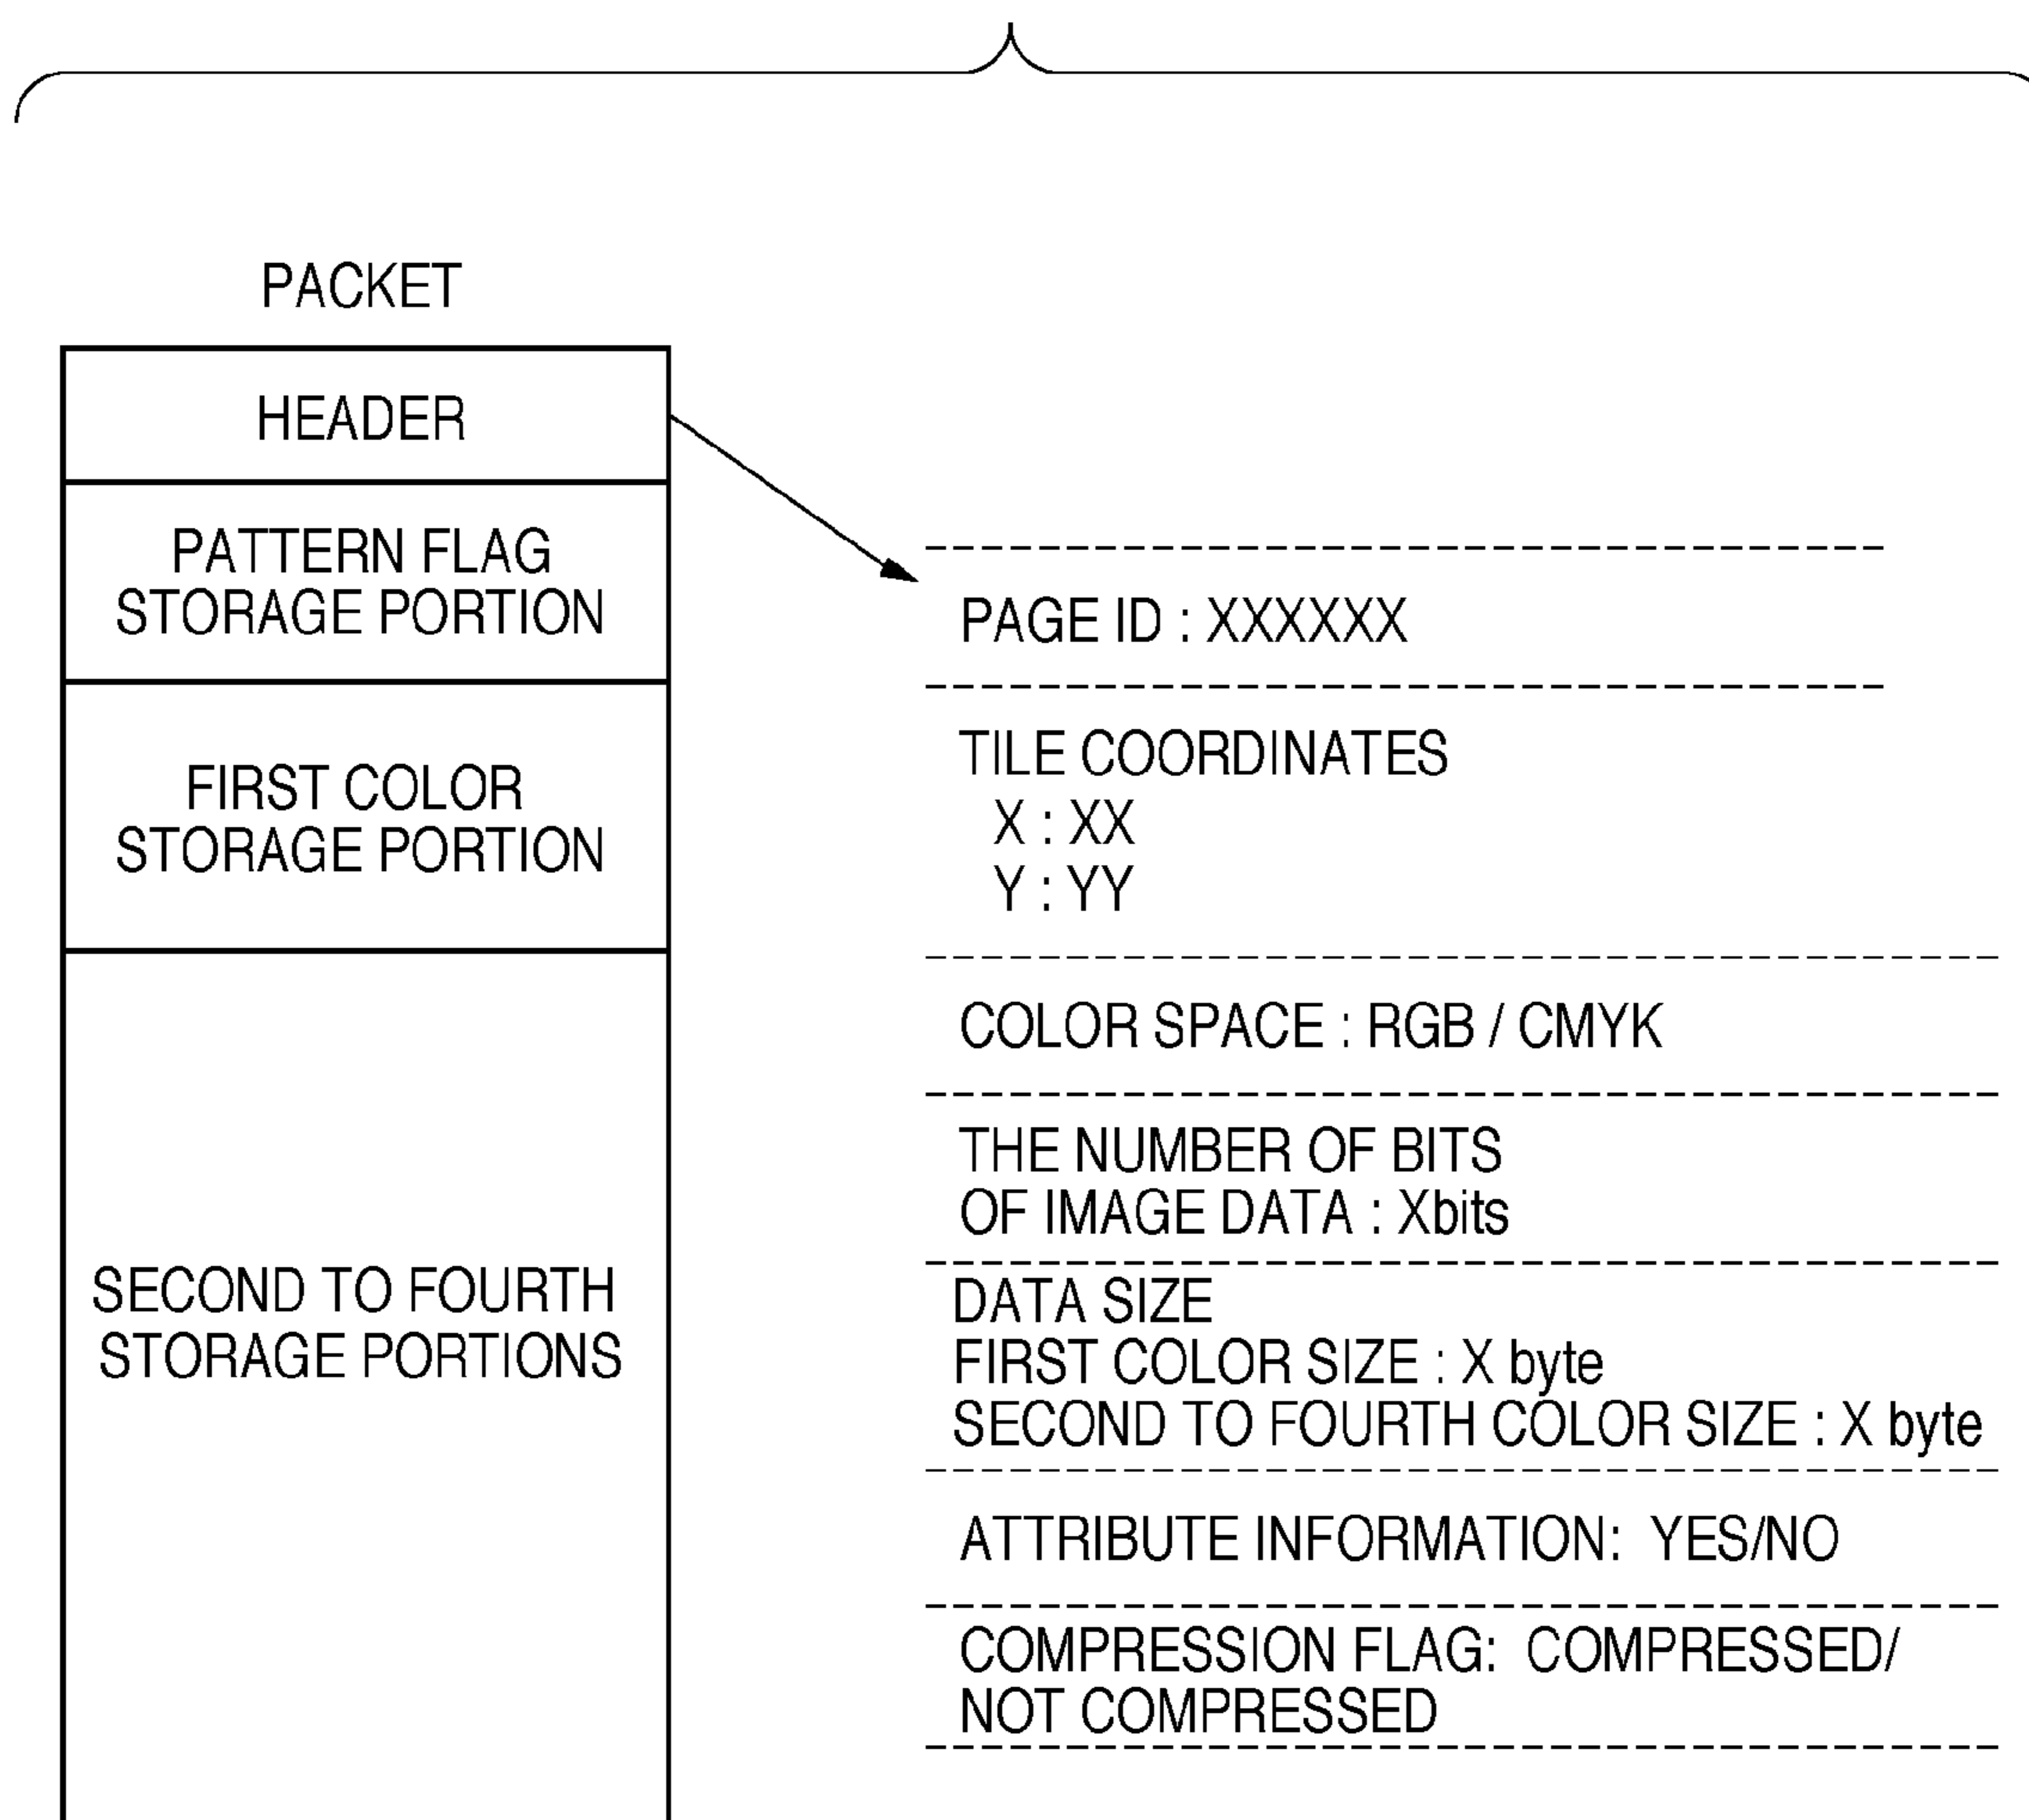 PACKET
HEADER
PATTERN FLAG
STORAGE PORTION
FIRST COLOR
STORAGE PORTION
SECOND TO FOURTH
STORAGE PORTIONS
PAGE ID : XXXXXX
TILE COORDINATES
X : XX
Y : YY
COLOR SPACE : RGB / CMYK
THE NUMBER OF BITS
OF IMAGE DATA : Xbits
DATA SIZE
FIRST COLOR SIZE : X byte
SECOND TO FOURTH COLOR SIZE : X byte
ATTRIBUTE INFORMATION: YES/NO
COMPRESSION FLAG: COMPRESSED/
NOT COMPRESSED